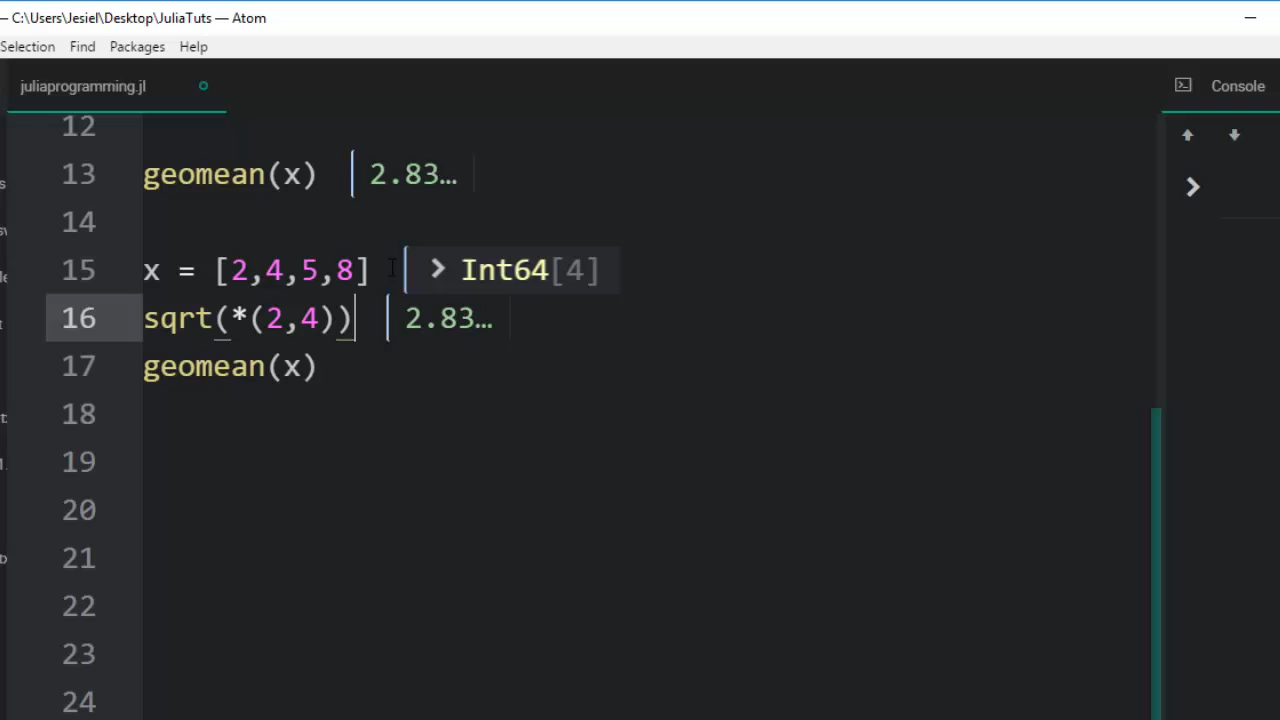 — C:\Users\Jesiel\Desktop\JuliaTuts — Atom
Selection Find Packages Help
juliaprogramming.jl Console
12
13 geomean(x) 2.83…
14
15 x = [2,4,5,8] > Int64[4]
16 sqrt(*(2,4)) 2.83…
17 geomean(x)
18
19
20
21
22
23
24